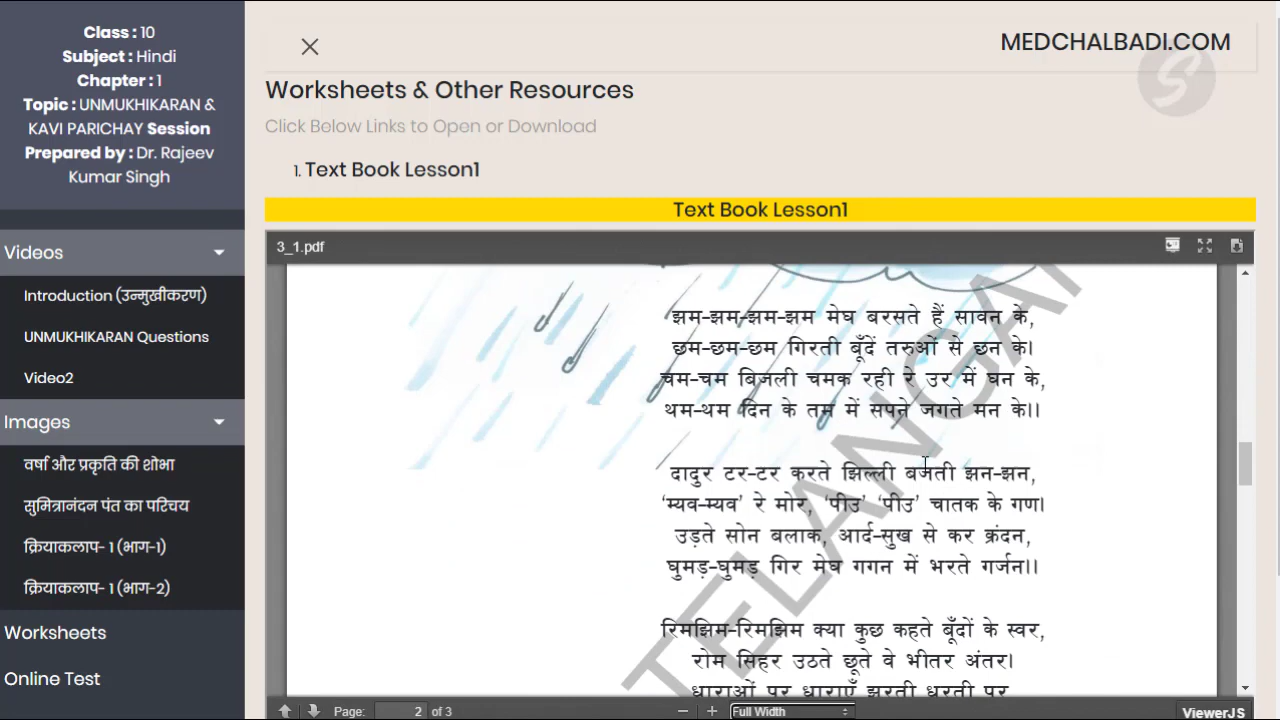 Class : 10
Subject : Hindi
Chapter : 1
Topic : UNMUKHIKARAN &
KAVI PARICHAY Session
Prepared by : Dr. Rajeev
Kumar Singh
Videos
Introduction (उन्मुखीकरण)
UNMUKHIKARAN Questions
Video2
Images
वर्षा और प्रकृति की शोभा
सुमित्रानंदन पंत का परिचय
क्रियाकलाप- 1 (भाग-1)
क्रियाकलाप- 1 (भाग-2)
Worksheets
Online Test
MEDCHALBADI.COM
S
Worksheets & Other Resources
Click Below Links to Open or Download
1. Text Book Lesson1
Text Book Lesson1
3_1.pdf
झम-झम-झम-झम मेघ बरसते हैं सावन के,
छम-छम-छम गिरती बूँदें तरुओं से छन के।
चम-चम बिजली चमक रही रे उर में घन के,
थम-थम दिन के तम में सपने जगते मन के।।
दादुर टर-टर करते झिल्ली बजती झन-झन,
‘म्यव-म्यव’ रे मोर, ‘पीउ’ ‘पीउ’ चातक के गण।
उड़ते सोन बलाक, आर्द-सुख से कर क्रंदन,
घुमड़-घुमड़ गिर मेघ गगन में भरते गर्जन।।
रिमझिम-रिमझिम क्या कुछ कहते बूँदों के स्वर,
रोम सिहर उठते छूते वे भीतर अंतर।
धाराओं पर धाराएँ झरती धरती पर
TELANGAN
Page: 2 of 3
Full Width
ViewerJS